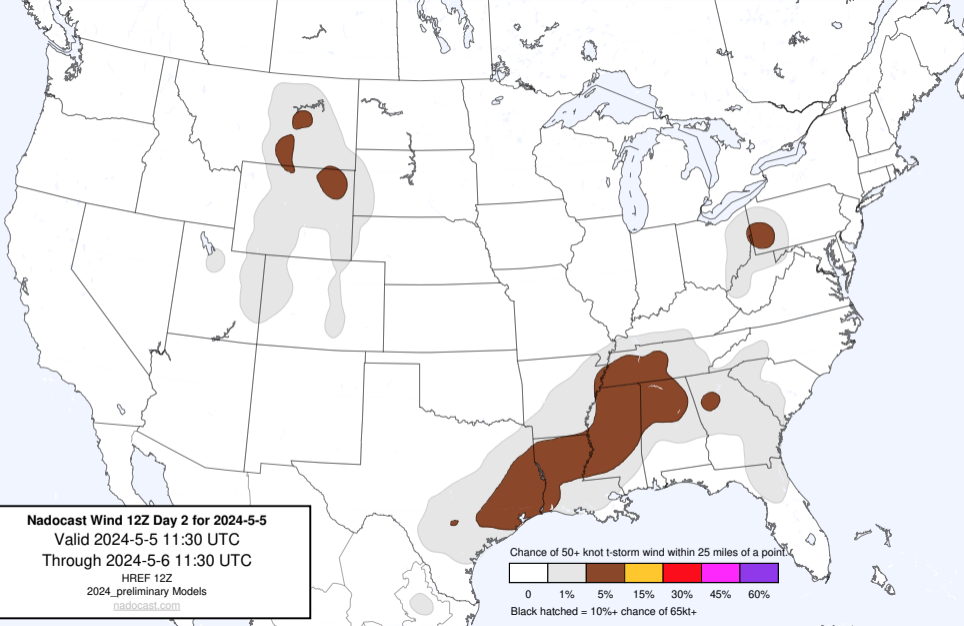 Nadocast Wind 12Z Day 2 for 2024-5-5
Valid 2024-5-5 11:30 UTC
Through 2024-5-6 11:30 UTC
HREF 12Z
2024_preliminary Models
nadocast.com
Chance of 50+ knot t-storm wind within 25 miles of a point.
0 1% 5% 15% 30% 45% 60%
Black hatched = 10%+ chance of 65kt+